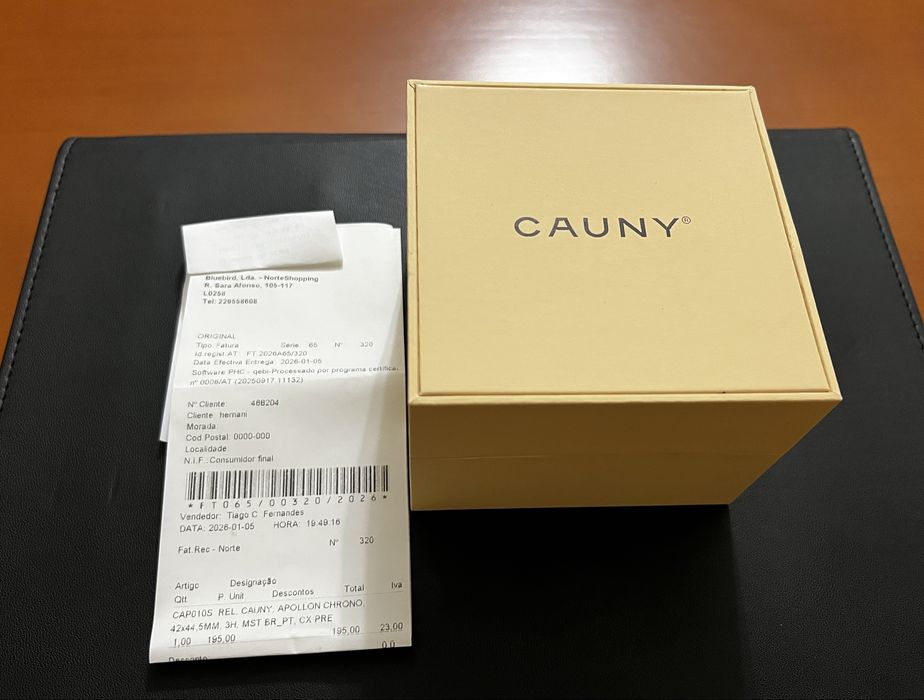 CAUNY®
Bluebird, Lda. - NorteShopping
R. Sara Afonso, 105-117
L0258
Tel: 220558608
ORIGINAL
Tipo: Fatura Serie 65 Nº 320
Id.regist.AT: FT 2026A65/320
Data Efectiva Entrega: 2026-01-05
Software PHC - qebi-Processado por programa certifica
nº 0006/AT (20250917.11132)
Nº Cliente: 468204
Cliente: hernani
Morada:
Cod.Postal: 0000-000
Localidade:
N.I.F.:Consumidor final
*FT065/00320/2026*
Vendedor: Tiago C. Fernandes
DATA: 2026-01-05 HORA: 19:49:16
Nº 320
Fat.Rec - Norte
Artigo Designação
Qtt. P. Unit Descontos Total Iva
CAP010S REL. CAUNY, APOLLON CHRONO,
42x44,5MM, 3H, MST BR_PT, CX PRE
1,00 195,00 195,00 23,00
0,0
Desconto